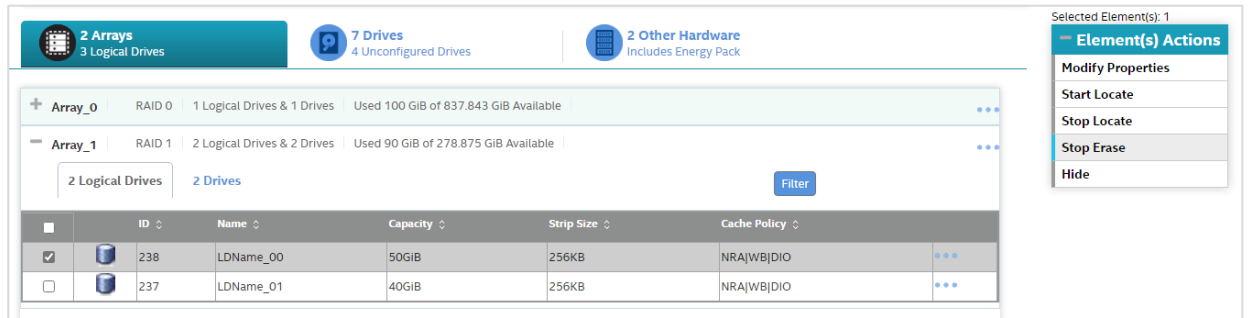 2 Arrays
3 Logical Drives
7 Drives
4 Unconfigured Drives
2 Other Hardware
Includes Energy Pack
Selected Element(s): 1
Element(s) Actions
Modify Properties
Start Locate
Stop Locate
Stop Erase
Hide
Array_0 RAID 0 1 Logical Drives & 1 Drives Used 100 GiB of 837.843 GiB Available
Array_1 RAID 1 2 Logical Drives & 2 Drives Used 90 GiB of 278.875 GiB Available
2 Logical Drives 2 Drives Filter
ID Name Capacity Strip Size Cache Policy
238 LDName_00 50GiB 256KB NRA|WB|DIO
237 LDName_01 40GiB 256KB NRA|WB|DIO